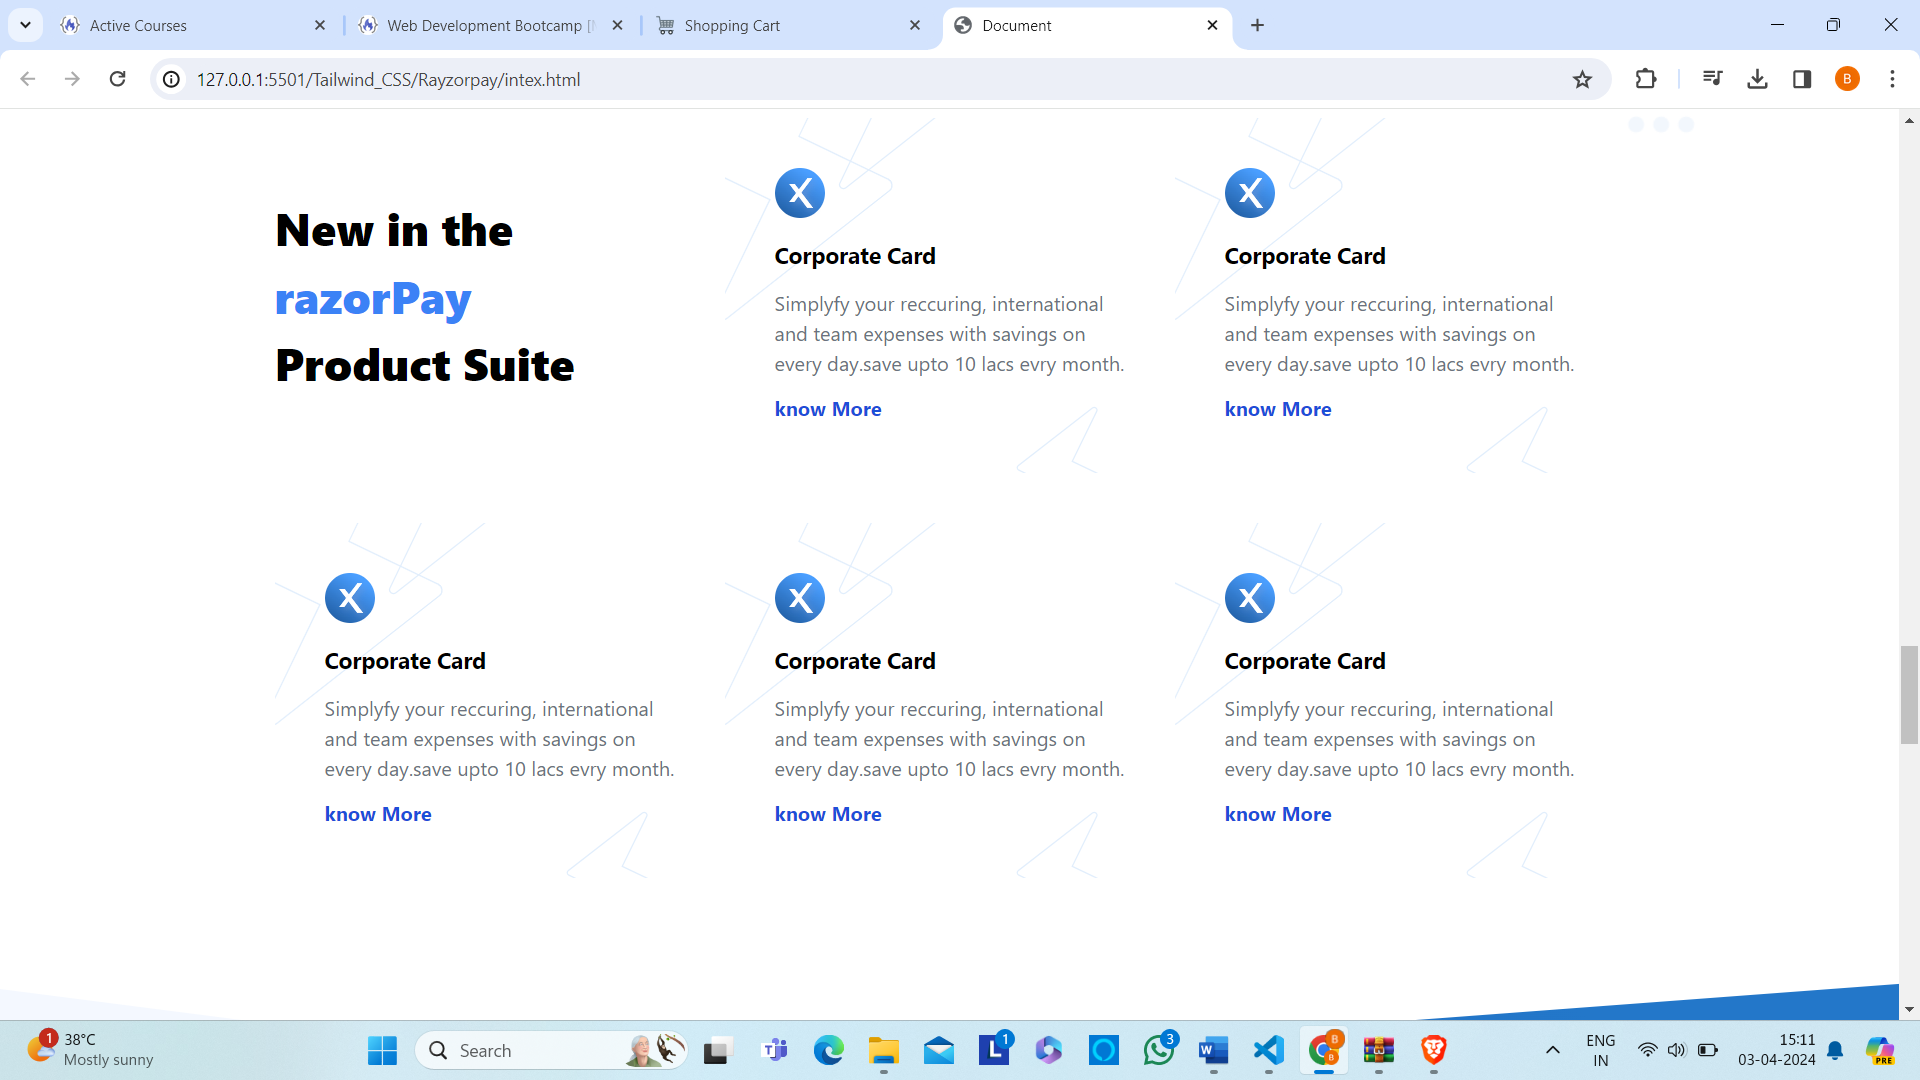 Active Courses
Web Development Bootcamp [
Shopping Cart
Document
127.0.0.1:5501/Tailwind_CSS/Rayzorpay/intex.html
B
New in the
razorPay
Product Suite
Corporate Card
Simplyfy your reccuring, international
and team expenses with savings on
every day.save upto 10 lacs evry month.
know More
Corporate Card
Simplyfy your reccuring, international
and team expenses with savings on
every day.save upto 10 lacs evry month.
know More
Corporate Card
Simplyfy your reccuring, international
and team expenses with savings on
every day.save upto 10 lacs evry month.
know More
Corporate Card
Simplyfy your reccuring, international
and team expenses with savings on
every day.save upto 10 lacs evry month.
know More
Corporate Card
Simplyfy your reccuring, international
and team expenses with savings on
every day.save upto 10 lacs evry month.
know More
1
38°C
Mostly sunny
Search
L
1
3
W
B
B
ENG
IN
15:11
03-04-2024
PRE